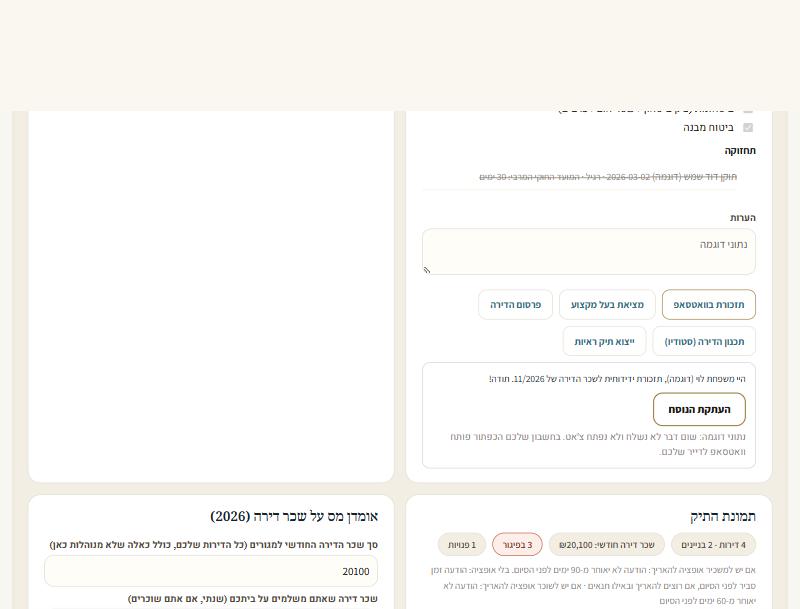 ביטוח מבנה
תחזוקה
תוקן דוד שמש (דוגמה) 2026-03-02 · רגיל · המועד החוקי המרבי: 30 ימים
הערות
נתוני דוגמה
תזכורת בוואטסאפ
מציאת בעל מקצוע
פרסום הדירה
תכנון הדירה (סטודיו)
ייצוא תיק ראיות
היי משפחת לוי (דוגמה), תזכורת ידידותית לשכר הדירה של 11/2026. תודה!
העתקת הנוסח
נתוני דוגמה: שום דבר לא נשלח ולא נפתח צ'אט. בחשבון שלכם הכפתור פותח
וואטסאפ לדייר שלכם.
תמונת התיק
4 דירות · 2 בניינים
שכר דירה חודשי: ₪20,100
3 בפיגור
1 פנויות
אם יש למשכיר אופציה להאריך: הודעה לא יאוחר מ-90 ימים לפני הסיום. בלי אופציה: הודעה זמן
סביר לפני הסיום, אם רוצים להאריך ובאילו תנאים · אם יש לשוכר אופציה להאריך: הודעה לא
יאוחר מ-60 ימים לפני הסיום
אומדן מס על שכר דירה (2026)
סך שכר הדירה החודשי למגורים (כל הדירות שלכם, כולל כאלה שלא מנוהלות כאן)
20100
שכר דירה שאתם משלמים על ביתכם (שנתי, אם אתם שוכרים)